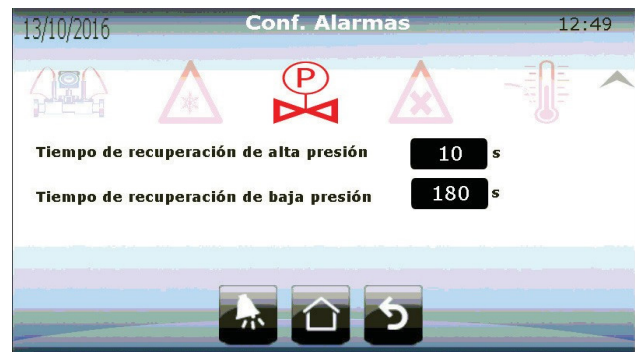 13/10/2016 Conf. Alarmas 12:49
P
Tiempo de recuperación de alta presión 10 s
Tiempo de recuperación de baja presión 180 s